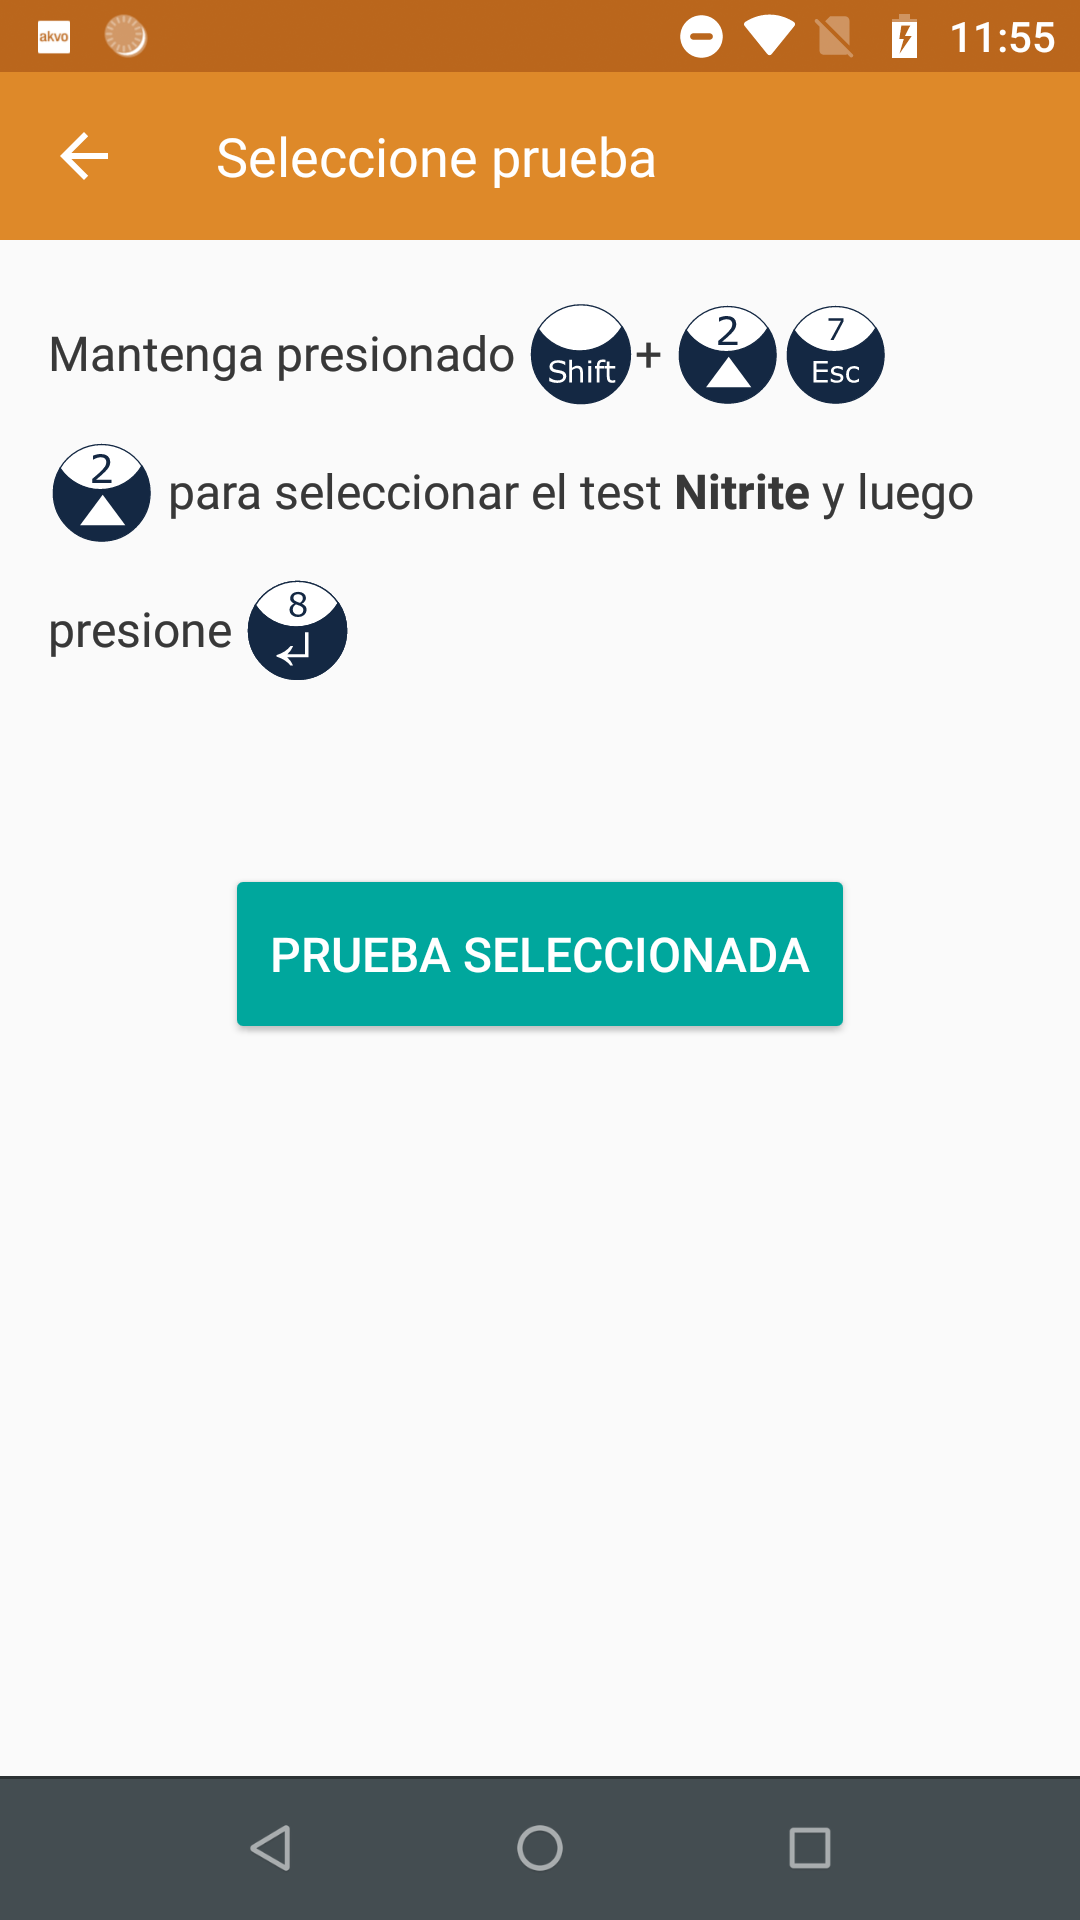 akvo 11:55
Seleccione prueba
Mantenga presionado Shift + 2 7 Esc
2 para seleccionar el test Nitrite y luego
presione 8
PRUEBA SELECCIONADA